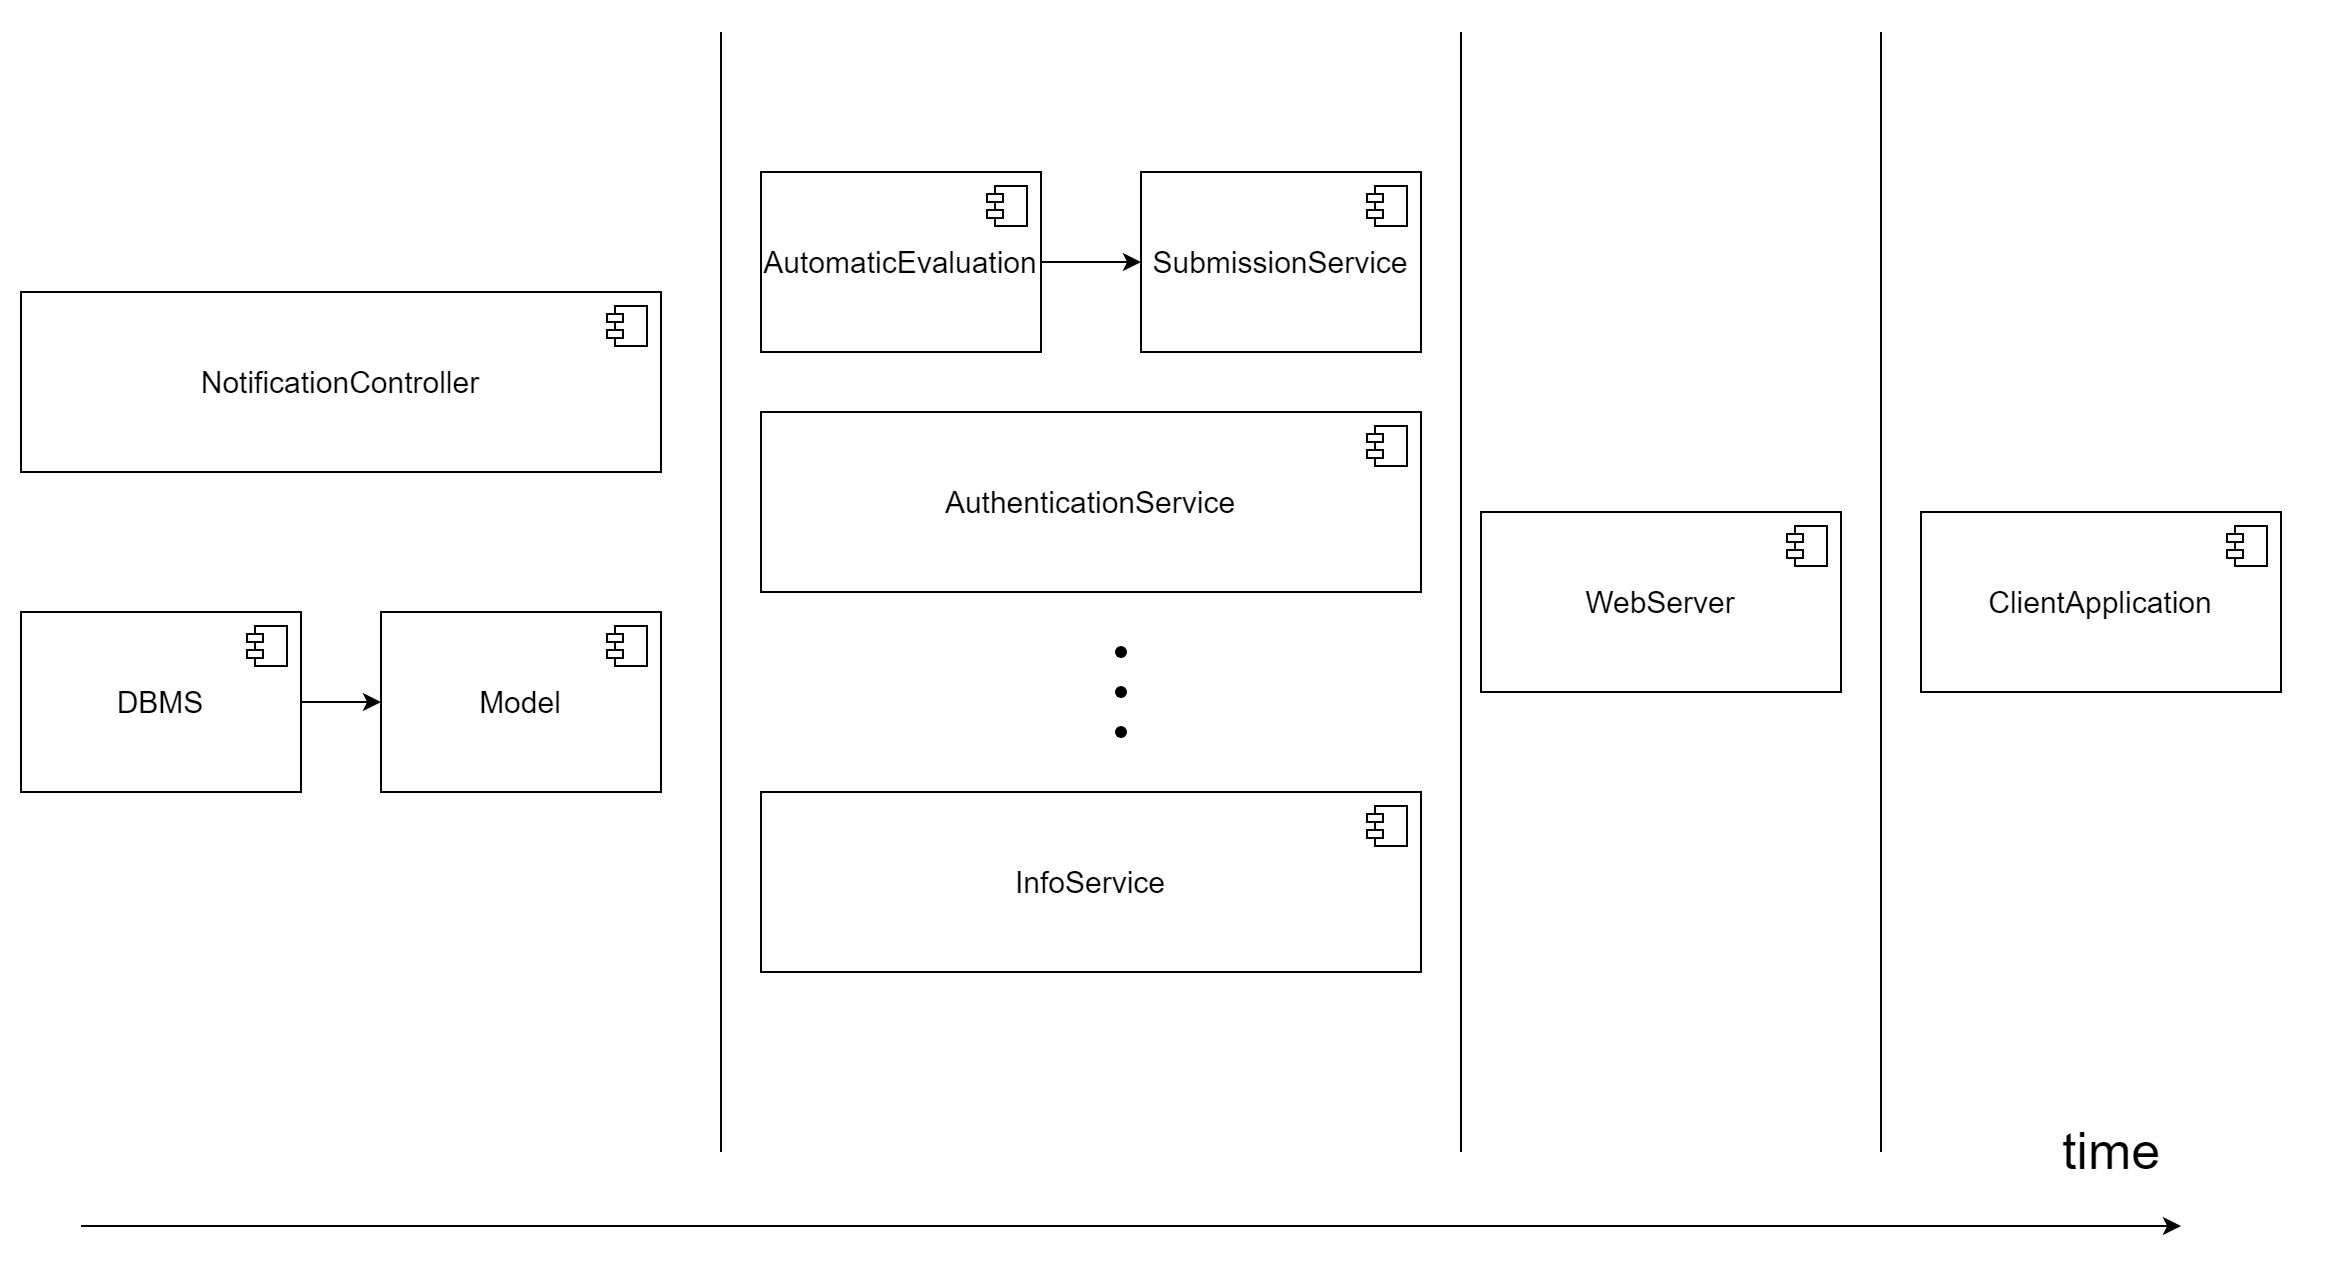 AutomaticEvaluation
SubmissionService
NotificationController
AuthenticationService
WebServer
ClientApplication
DBMS
Model
InfoService
time